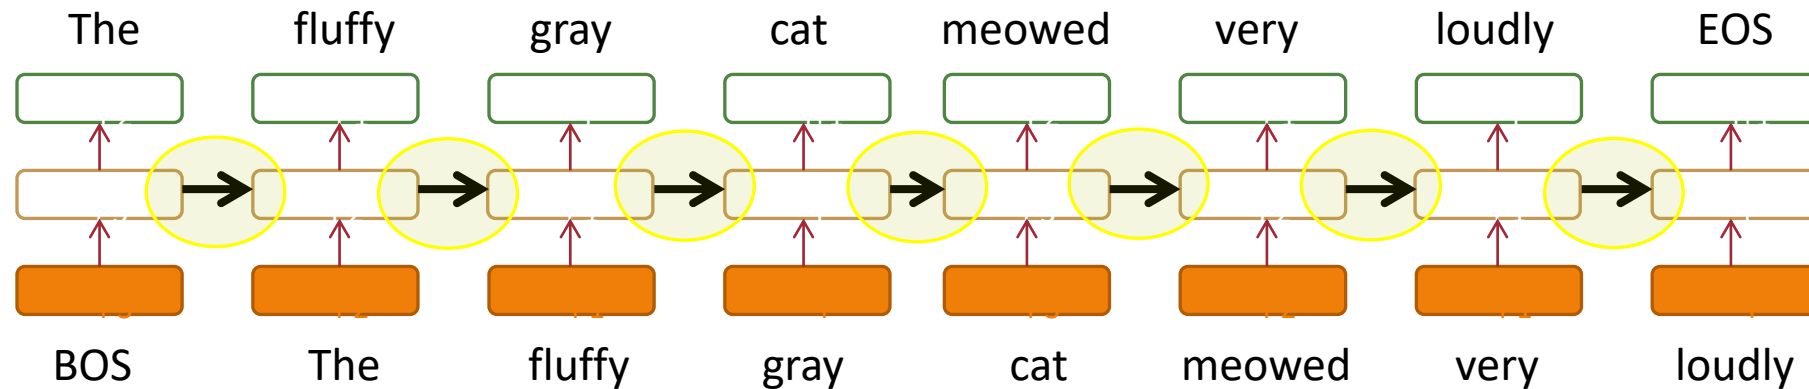 The fluffy gray cat meowed very loudly EOS
BOS The fluffy gray cat meowed very loudly